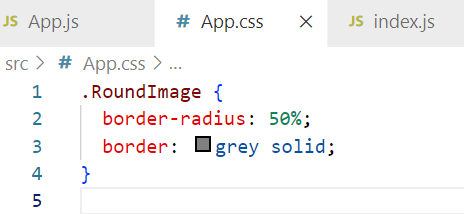 JS App.js # App.css × JS index.js
src > # App.css > ...
1 .RoundImage {
2 border-radius: 50%;
3 border: grey solid;
4 }
5